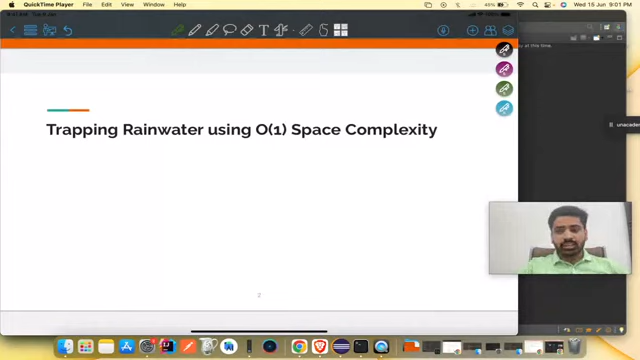 QuickTime Player File Edit View Window Help
Wed 15 Jun 9:01 PM
Trapping Rainwater using O(1) Space Complexity
2